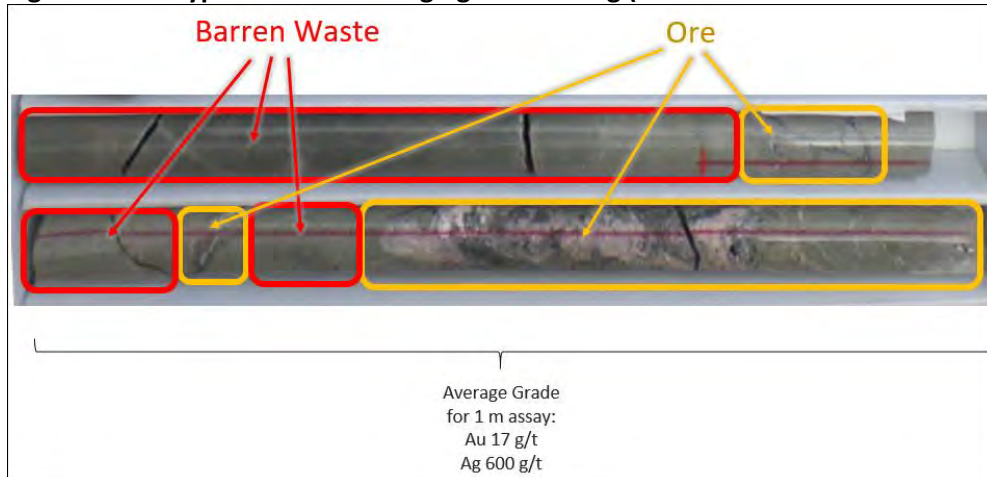 Barren Waste
Ore
Average Grade
for 1 m assay:
Au 17 g/t
Ag 600 g/t